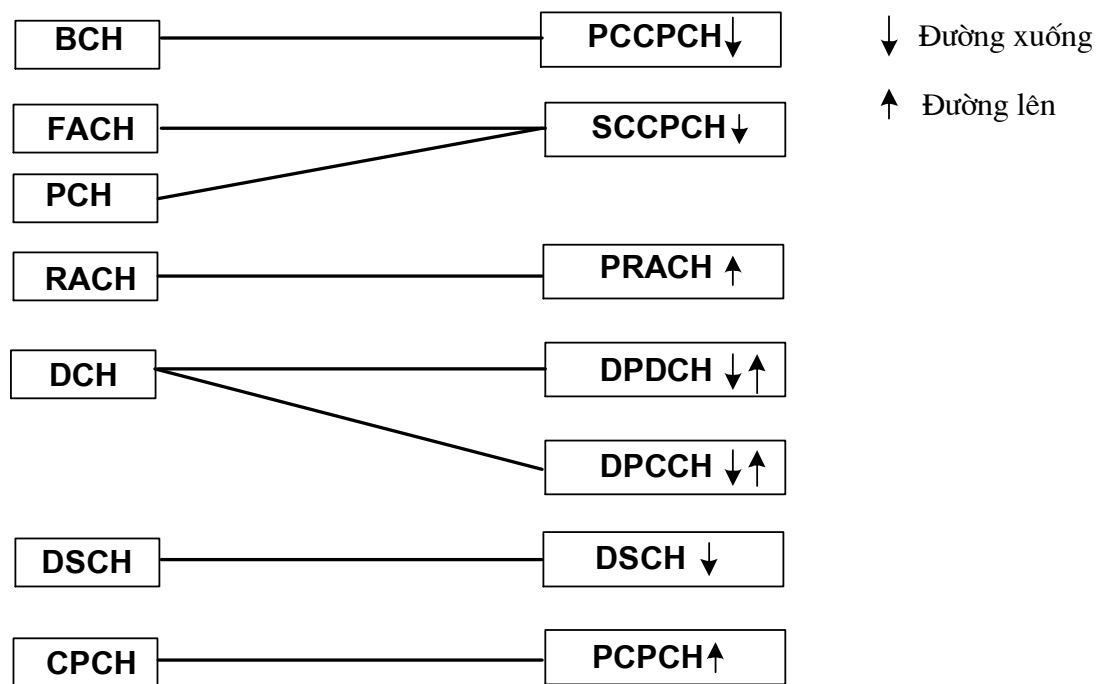 BCH PCCPCH↓ ↓ Đường xuống
FACH SCCPCH↓ ↑ Đường lên
PCH
RACH PRACH ↑
DCH DPDCH ↓↑
DPCCH ↓↑
DSCH DSCH ↓
CPCH PCPCH↑